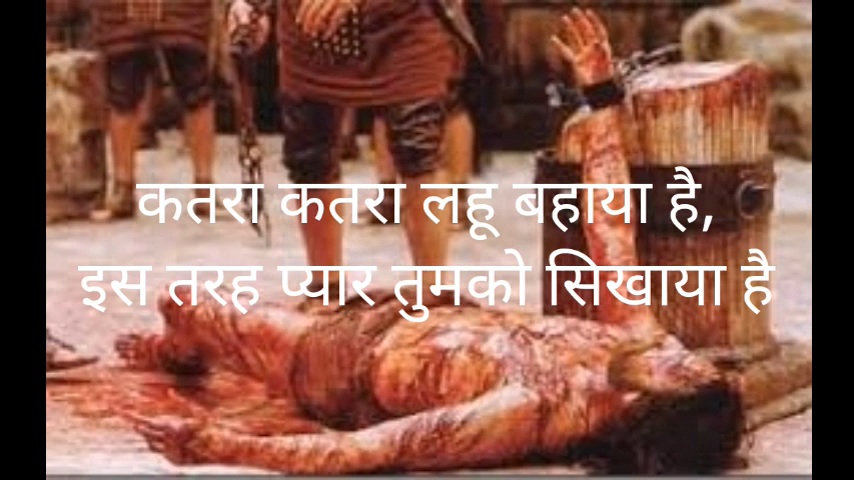 कतरा कतरा लहू बहाया है,
इस तरह प्यार तुमको सिखाया है